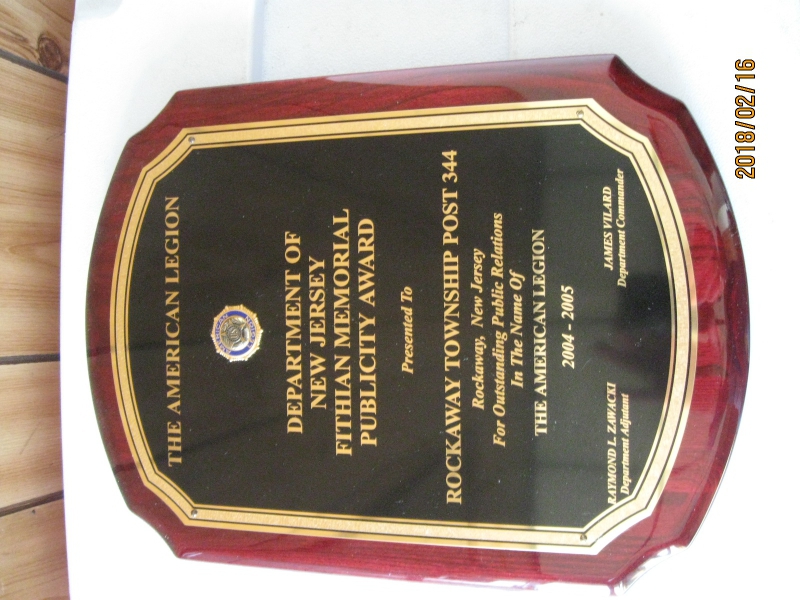 THE AMERICAN LEGION
DEPARTMENT OF
NEW JERSEY
FITHIAN MEMORIAL
PUBLICITY AWARD
Presented To
ROCKAWAY TOWNSHIP POST 344
Rockaway, New Jersey
For Outstanding Public Relations
In The Name Of
THE AMERICAN LEGION
2004 - 2005
RAYMOND L. ZAWACKI
Department Adjutant
JAMES VILARD
Department Commander
2018/02/16